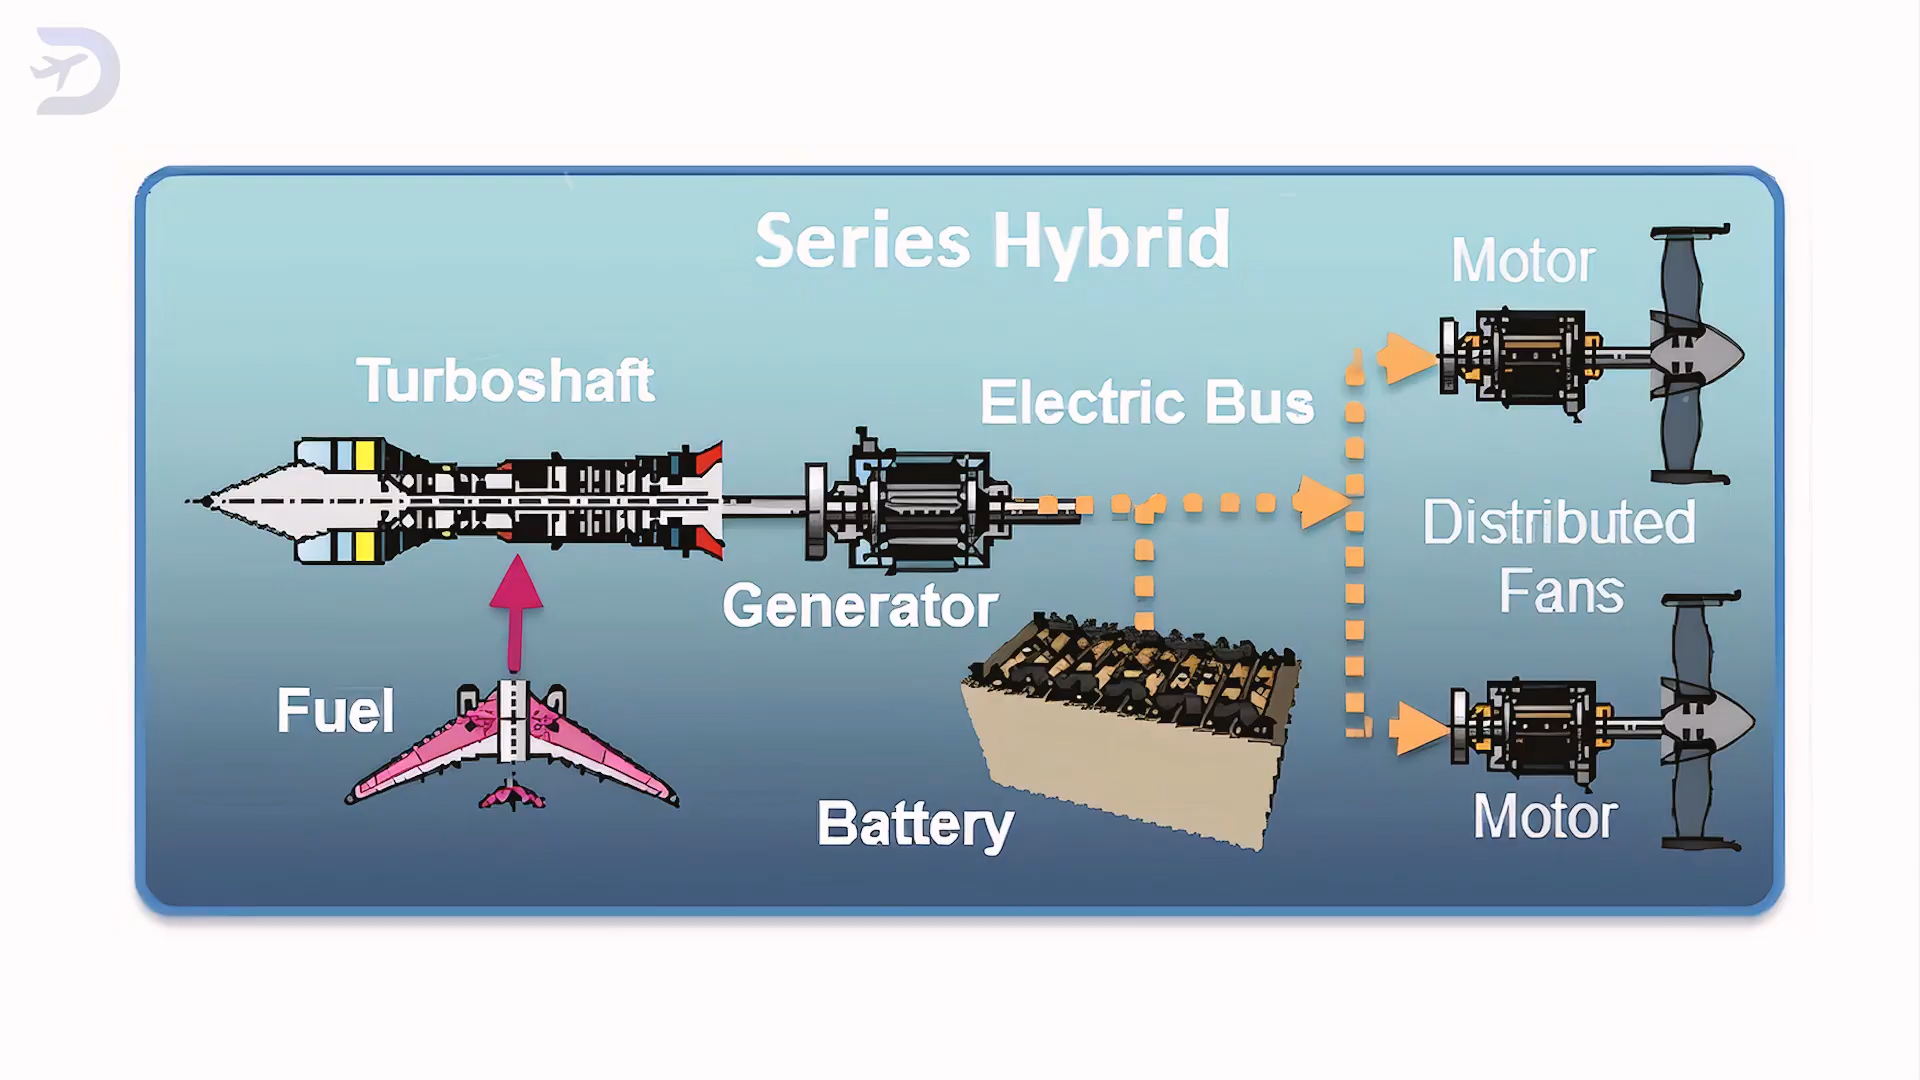 Series Hybrid
Motor
Turboshaft
Electric Bus
Distributed
Fans
Generator
Fuel
Battery
Motor